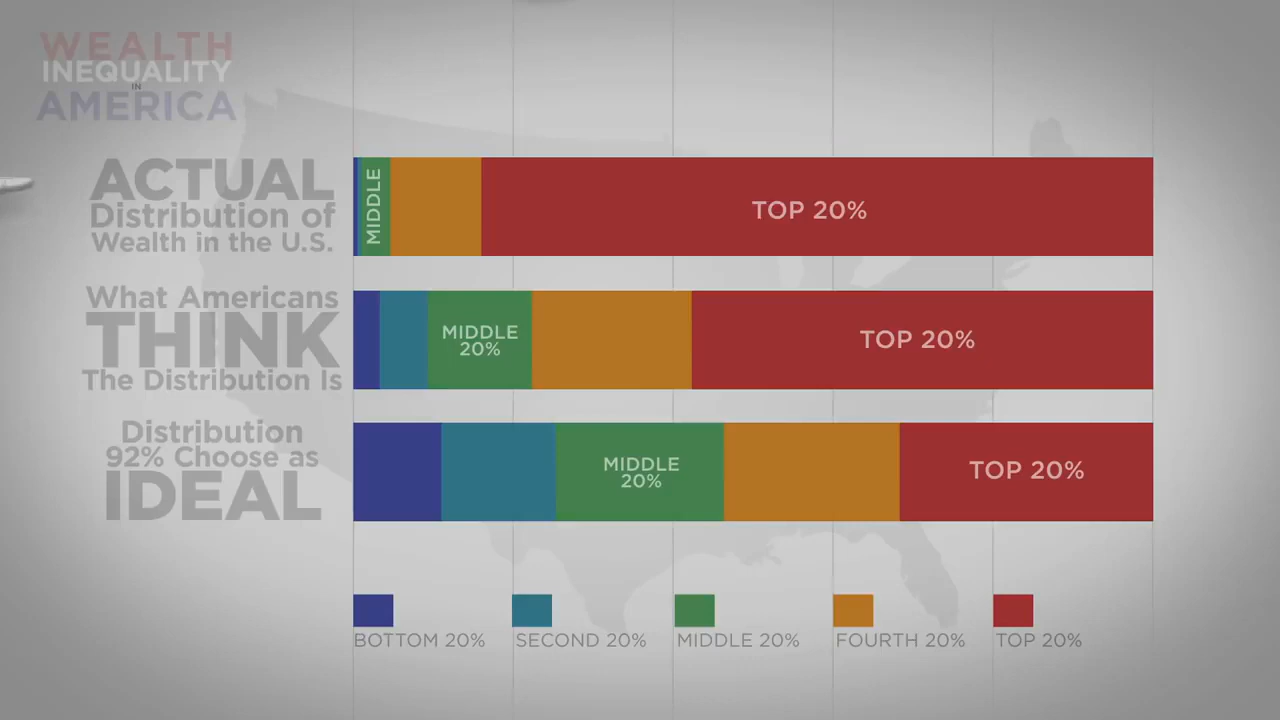 WEALTH
INEQUALITY
IN
AMERICA
ACTUAL
Distribution of
Wealth in the U.S.
MIDDLE
TOP 20%
What Americans
THINK
The Distribution Is
MIDDLE
20%
TOP 20%
Distribution
92% Choose as
IDEAL
MIDDLE
20%
TOP 20%
BOTTOM 20%
SECOND 20%
MIDDLE 20%
FOURTH 20%
TOP 20%